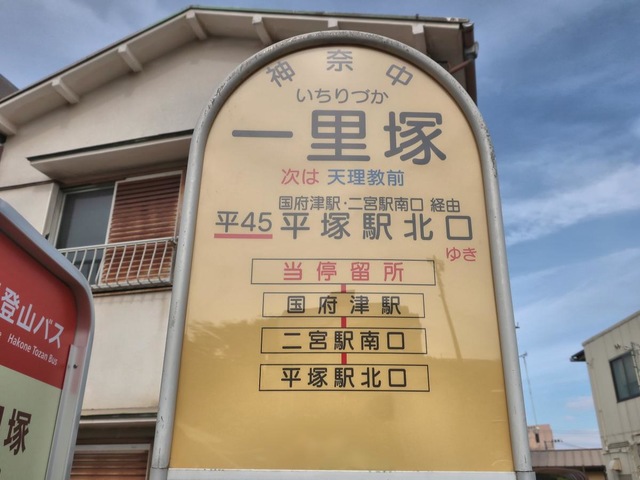 神奈中
いちりづか
一里塚
次は 天理教前
国府津駅・二宮駅南口 経由
平45 平塚駅北口
ゆき
当停留所
国府津駅
二宮駅南口
平塚駅北口
登山バス
Hakone Tozan Bus
里塚